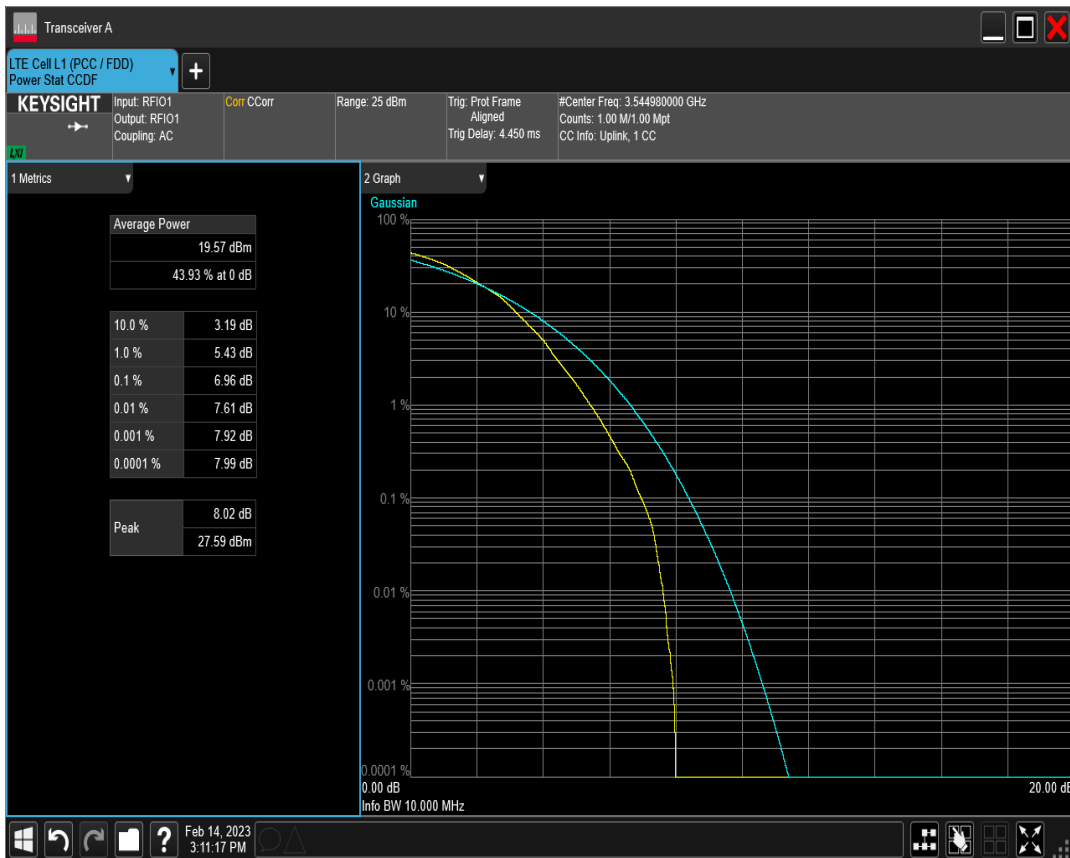 Transceiver A
LTE Cell L1 (PCC / FDD)
Power Stat CCDF
KEYSIGHT
LXI
Input: RFIO1
Output: RFIO1
Coupling: AC
Corr CCorr
Range: 25 dBm
Trig: Prot Frame
Aligned
Trig Delay: 4.450 ms
#Center Freq: 3.544980000 GHz
Counts: 1.00 M/1.00 Mpt
CC Info: Uplink, 1 CC
1 Metrics
Average Power
19.57 dBm
43.93 % at 0 dB
10.0 % 3.19 dB
1.0 % 5.43 dB
0.1 % 6.96 dB
0.01 % 7.61 dB
0.001 % 7.92 dB
0.0001 % 7.99 dB
Peak
8.02 dB
27.59 dBm
2 Graph
Gaussian
100 %
10 %
1 %
0.1 %
0.01 %
0.001 %
0.0001 %
0.00 dB 20.00 dB
Info BW 10.000 MHz
?
Feb 14, 2023
3:11:17 PM